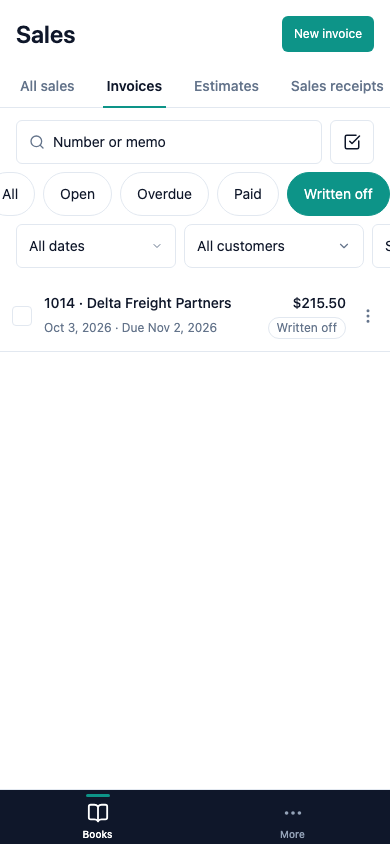 Sales
New invoice
All sales
Invoices
Estimates
Sales receipts
Number or memo
All
Open
Overdue
Paid
Written off
All dates
All customers
S
1014 · Delta Freight Partners
$215.50
Oct 3, 2026 · Due Nov 2, 2026
Written off
Books
More